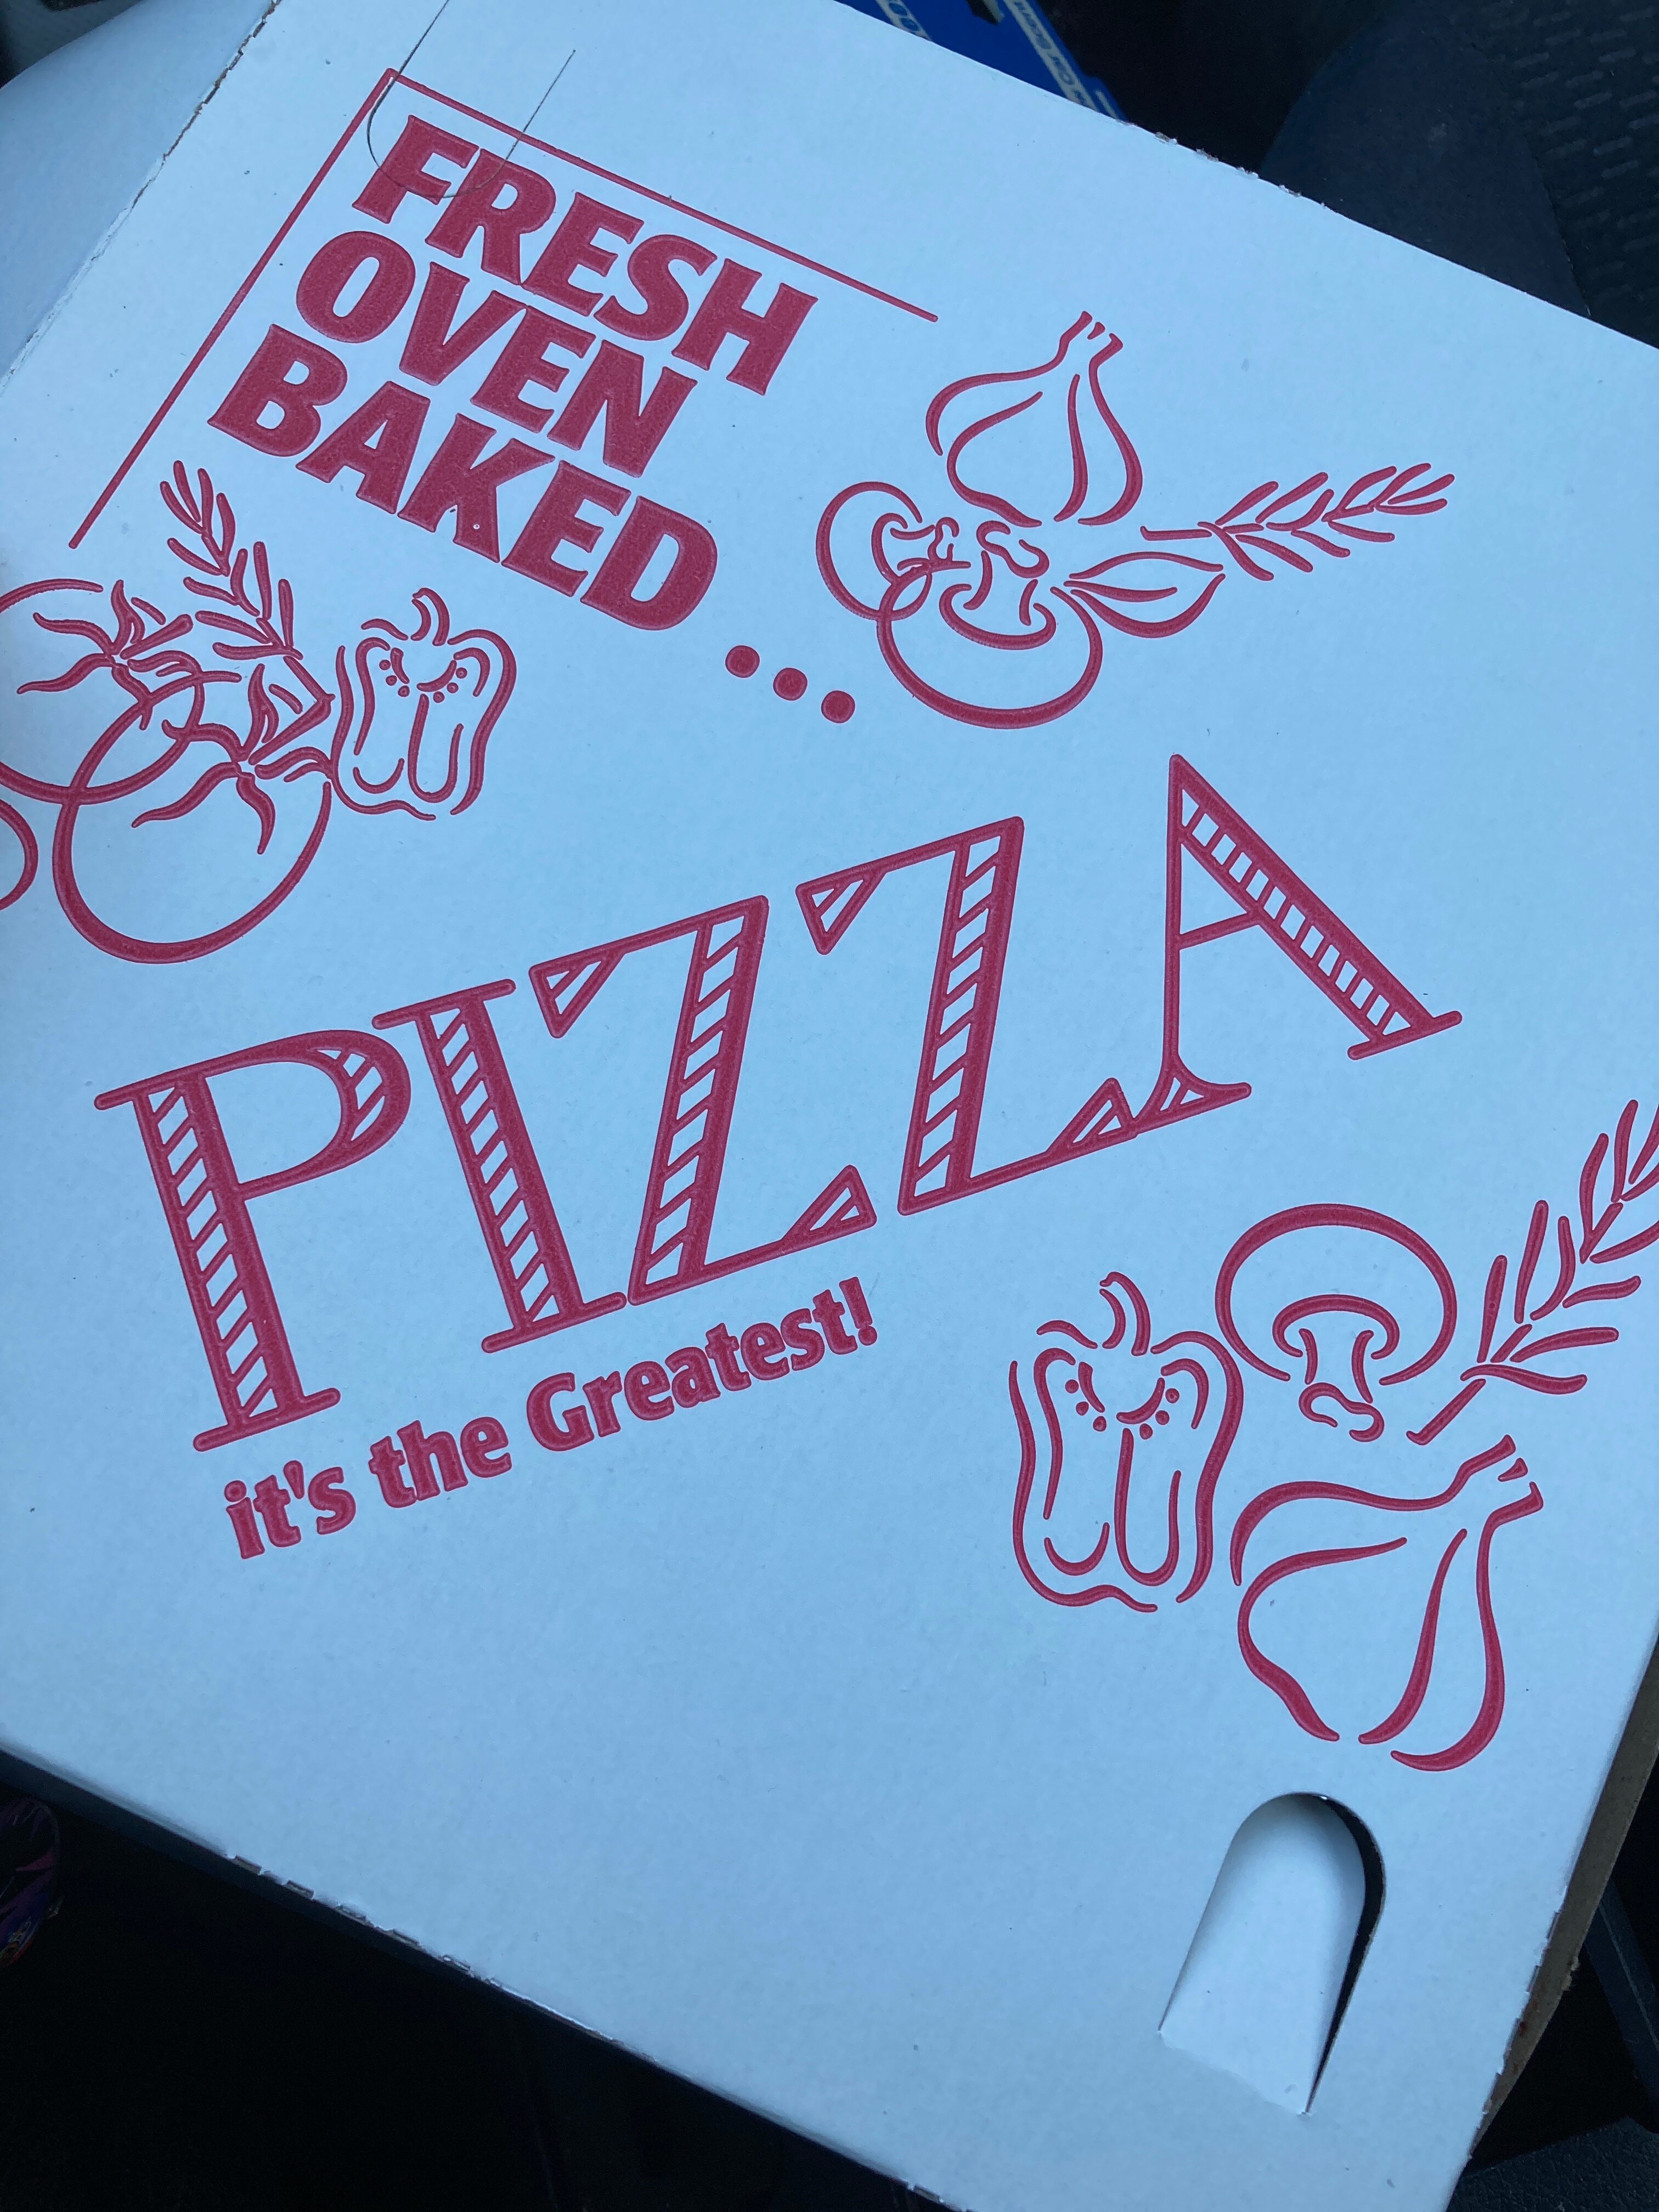 FRESH
OVEN
BAKED...
PIZZA
it's the Greatest!